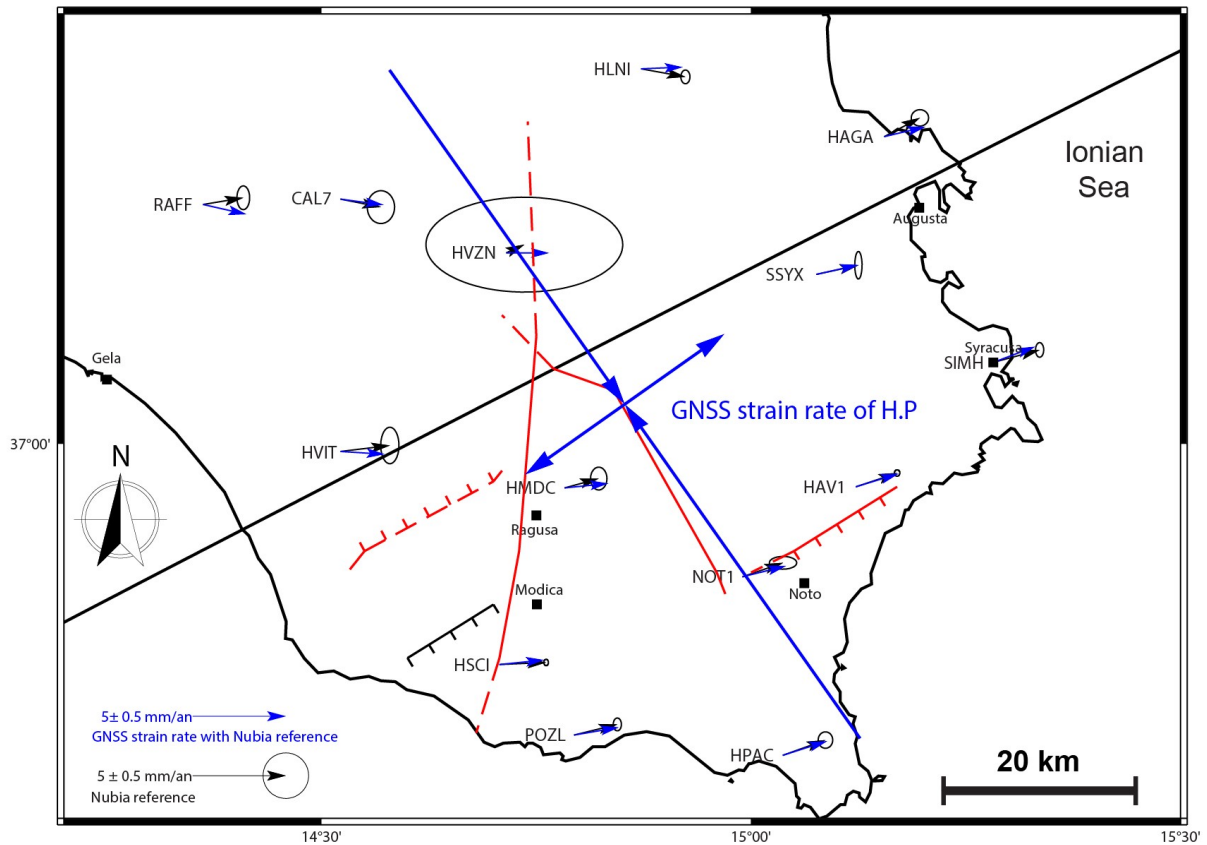 HLNI
HAGA
Ionian
Sea
RAFF
CAL7
Augusta
HVZN
SSYX
Gela
Syracusa
SIMH
GNSS strain rate of H.P
37°00'
HVIT
N
HMDC
HAV1
Ragusa
NOT1
Noto
Modica
HSCI
5± 0.5 mm/an
GNSS strain rate with Nubia reference
POZL
HPAC
20 km
5 ± 0.5 mm/an
Nubia reference
14°30'
15°00'
15°30'